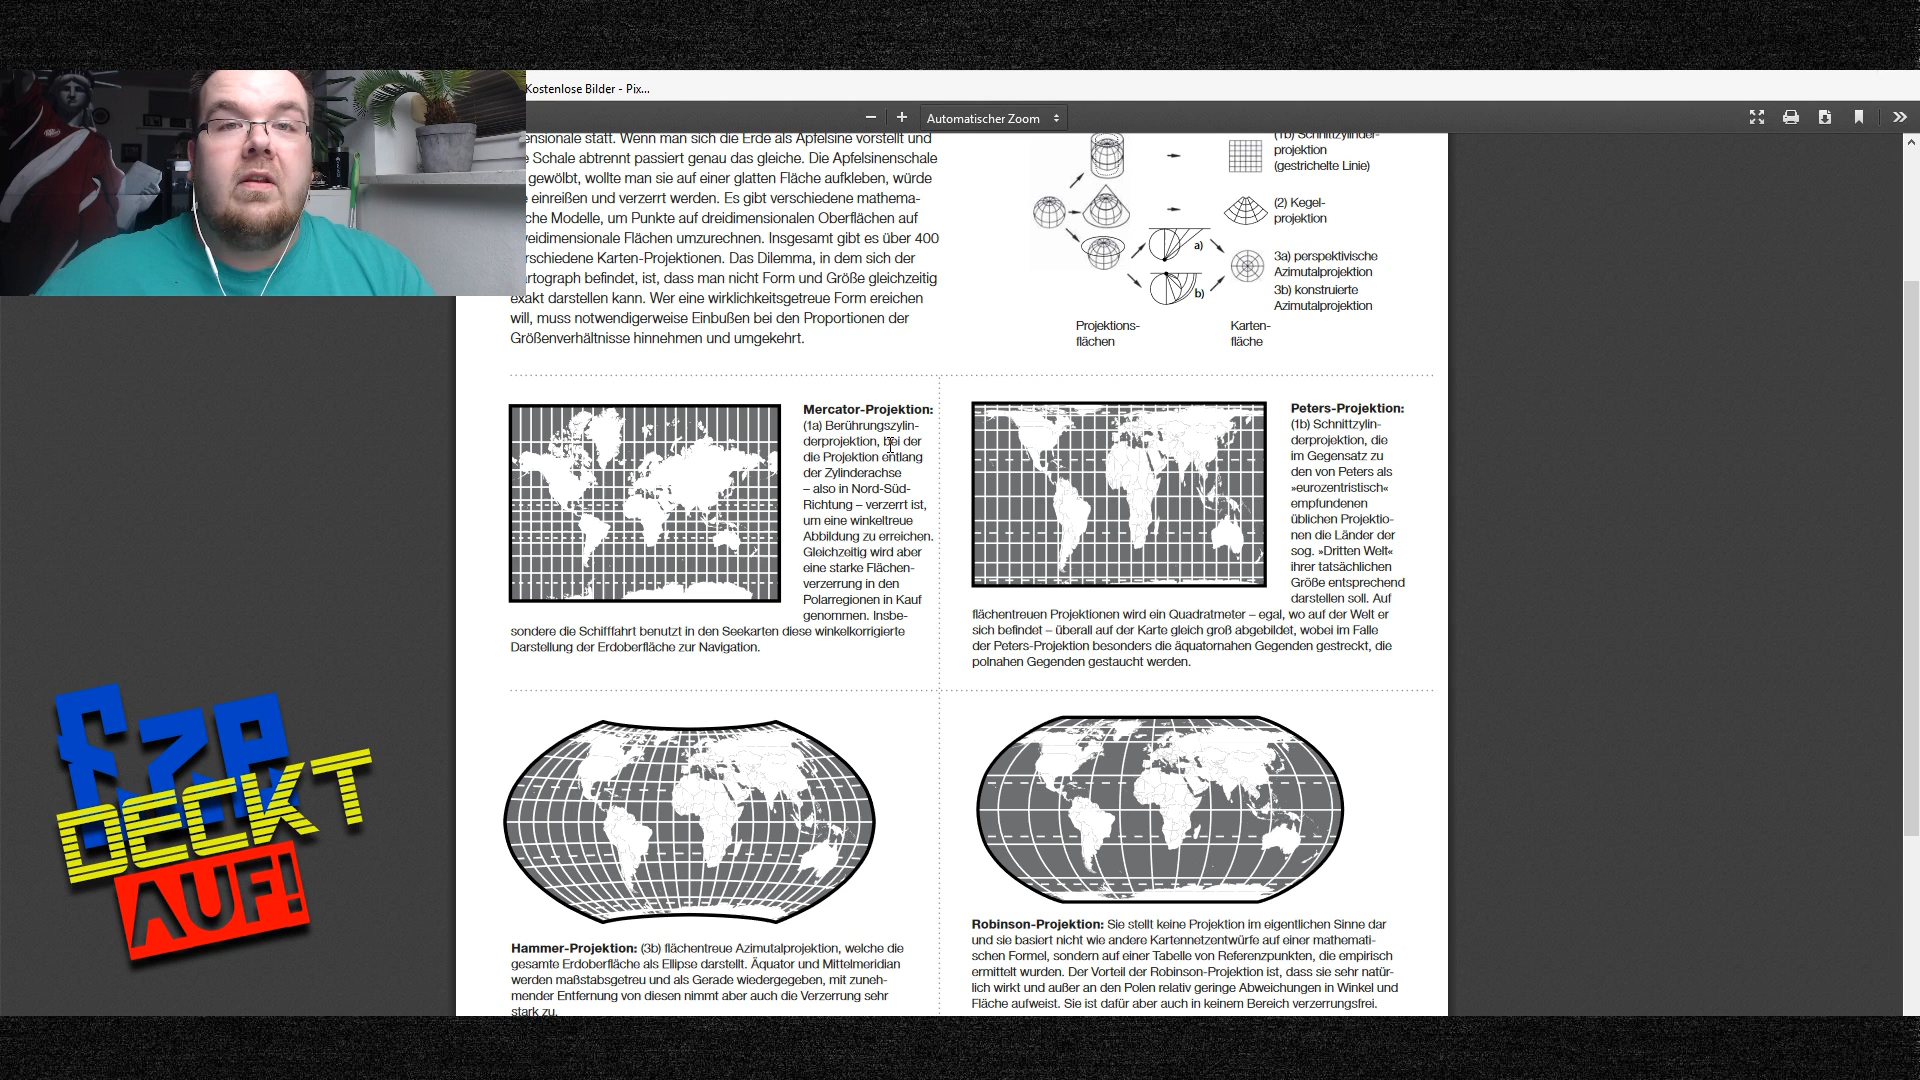 Kostenlose Bilder - Pix...
Automatischer Zoom
ensionale statt. Wenn man sich die Erde als Apfelsine vorstellt und
Schale abtrennt passiert genau das gleiche. Die Apfelsinenschale
gewölbt, wollte man sie auf einer glatten Fläche aufkleben, würde
einreißen und verzerrt werden. Es gibt verschiedene mathema-
che Modelle, um Punkte auf dreidimensionalen Oberflächen auf
eidimensionale Flächen umzurechnen. Insgesamt gibt es über 400
rschiedene Karten-Projektionen. Das Dilemma, in dem sich der
rtograph befindet, ist, dass man nicht Form und Größe gleichzeitig
exakt darstellen kann. Wer eine wirklichkeitsgetreue Form ereichen
will, muss notwendigerweise Einbußen bei den Proportionen der
Größenverhältnisse hinnehmen und umgekehrt.
(1b) Schnittzylinder-
projektion
(gestrichelte Linie)
(2) Kegel-
projektion
a)
3a) perspektivische
Azimutalprojektion
b)
3b) konstruierte
Azimutalprojektion
Projektions-
flächen
Karten-
fläche
Mercator-Projektion:
(1a) Berührungszylin-
derprojektion, bei der
die Projektion entlang
der Zylinderachse
– also in Nord-Süd-
Richtung – verzerrt ist,
um eine winkeltreue
Abbildung zu erreichen.
Gleichzeitig wird aber
eine starke Flächen-
verzerrung in den
Polarregionen in Kauf
genommen. Insbe-
sondere die Schifffahrt benutzt in den Seekarten diese winkelkorrigierte
Darstellung der Erdoberfläche zur Navigation.
Peters-Projektion:
(1b) Schnittzylin-
derprojektion, die
im Gegensatz zu
den von Peters als
»eurozentristisch«
empfundenen
üblichen Projektio-
nen die Länder der
sog. »Dritten Welt«
ihrer tatsächlichen
Größe entsprechend
darstellen soll. Auf
flächentreuen Projektionen wird ein Quadratmeter – egal, wo auf der Welt er
sich befindet – überall auf der Karte gleich groß abgebildet, wobei im Falle
der Peters-Projektion besonders die äquatornahen Gegenden gestreckt, die
polnahen Gegenden gestaucht werden.
Hammer-Projektion: (3b) flächentreue Azimutalprojektion, welche die
gesamte Erdoberfläche als Ellipse darstellt. Äquator und Mittelmeridian
werden maßstabsgetreu und als Gerade wiedergegeben, mit zuneh-
mender Entfernung von diesen nimmt aber auch die Verzerrung sehr
stark zu.
Robinson-Projektion: Sie stellt keine Projektion im eigentlichen Sinne dar
und sie basiert nicht wie andere Kartennetzentwürfe auf einer mathemati-
schen Formel, sondern auf einer Tabelle von Referenzpunkten, die empirisch
ermittelt wurden. Der Vorteil der Robinson-Projektion ist, dass sie sehr natür-
lich wirkt und außer an den Polen relativ geringe Abweichungen in Winkel und
Fläche aufweist. Sie ist dafür aber auch in keinem Bereich verzerrungsfrei.
DECKT
AUF!